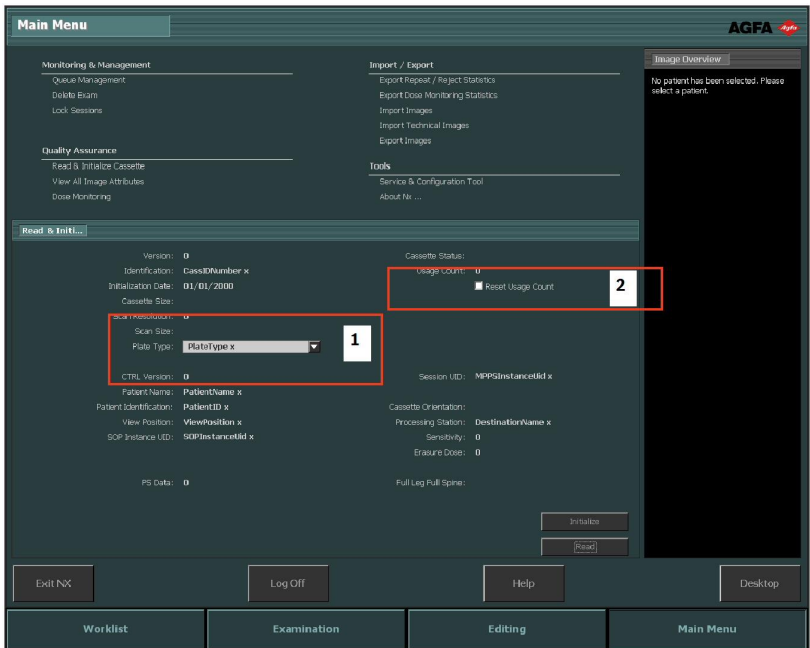 Main Menu
AGFA
Agfa
Monitoring & Management
Queue Management
Delete Exam
Lock Sessions
Quality Assurance
Read & Initialize Cassette
View All Image Attributes
Dose Monitoring
Import / Export
Export Repeat / Reject Statistics
Export Dose Monitoring Statistics
Import Images
Import Technical Images
Export Images
Tools
Service & Configuration Tool
About Nx ...
Image Overview
No patient has been selected. Please
select a patient.
Read & Initi...
Version: 0
Identification: CassIDNumber x
Initialization Date: 01/01/2000
Cassette Size:
Scan Resolution: 0
Scan Size:
Plate Type: PlateType x
1
CTRL Version: 0
Patient Name: PatientName x
Patient Identification: PatientID x
View Position: ViewPosition x
SOP Instance UID: SOPInstanceUid x
PS Data: 0
Cassette Status:
Usage Count: 0
Reset Usage Count
2
Session UID: MPPSInstanceUid x
Cassette Orientation:
Processing Station: DestinationName x
Sensitivity: 0
Erasure Dose: 0
Full Leg Full Spine:
Initialize
Read
Exit NX
Log Off
Help
Desktop
Worklist
Examination
Editing
Main Menu